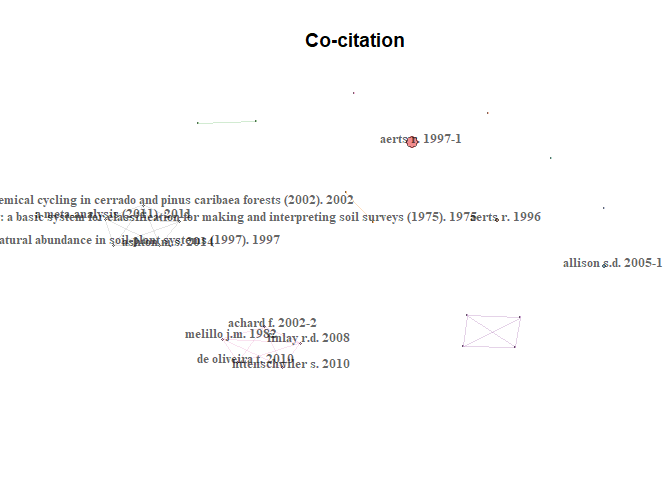 Co-citation
aerts r. 1997-1
emical cycling in cerrado and pinus caribaea forests (2002). 2002
a meta-analysis (2011). 2011
: a basic system for classification for making and interpreting soil surveys (1975). 1975
aerts r. 1996
atural abundance in soil-plant systems (1997). 1997
ashton m.s. 2014
allison s.d. 2005-1
achard f. 2002-2
melillo j.m. 1982
finlay r.d. 2008
de oliveira t. 2010
s. 2010